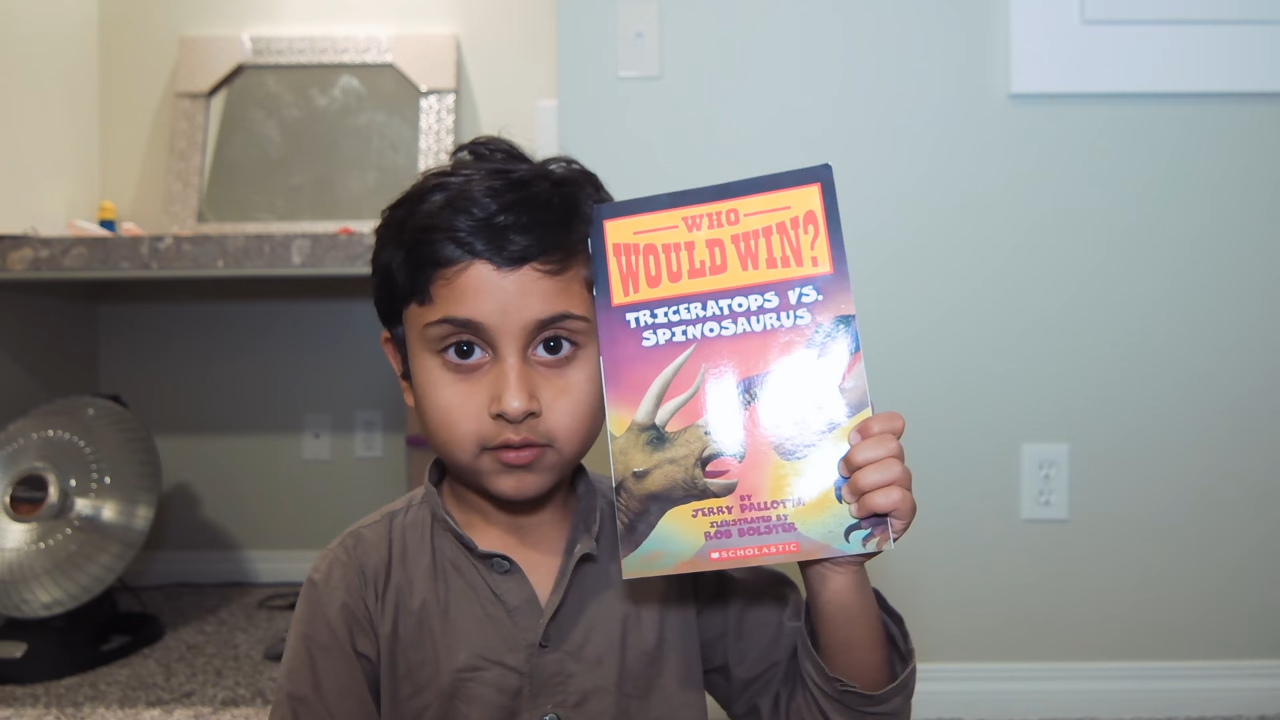 WHO
WOULD WIN?
TRICERATOPS VS.
SPINOSAURUS
BY
JERRY PALLOTTA
ILLUSTRATED BY
ROB BOLSTER
SCHOLASTIC